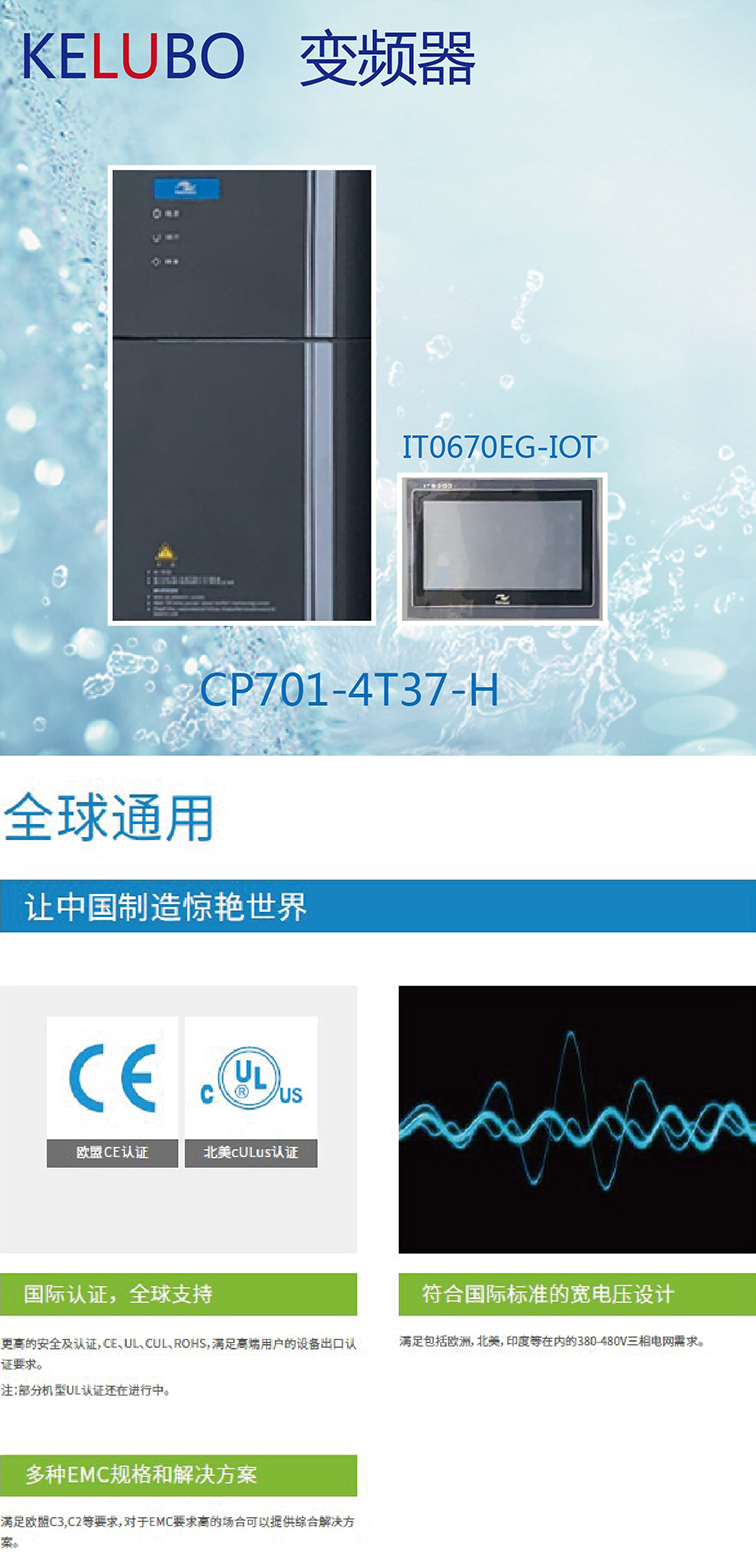 KELUBO 变频器
IT0670EG-IOT
CP701-4T37-H
全球通用
让中国制造惊艳世界
CE
c UL ® US
欧盟CE认证
北美cULus认证
国际认证，全球支持
更高的安全及认证，CE、UL、CUL、ROHS，满足高端用户的设备出口认
证要求。
注：部分机型UL认证还在进行中。
符合国际标准的宽电压设计
满足包括欧洲，北美，印度等在内的380-480V三相电网需求。
多种EMC规格和解决方案
满足欧盟C3,C2等要求，对于EMC要求高的场合可以提供综合解决方
案。